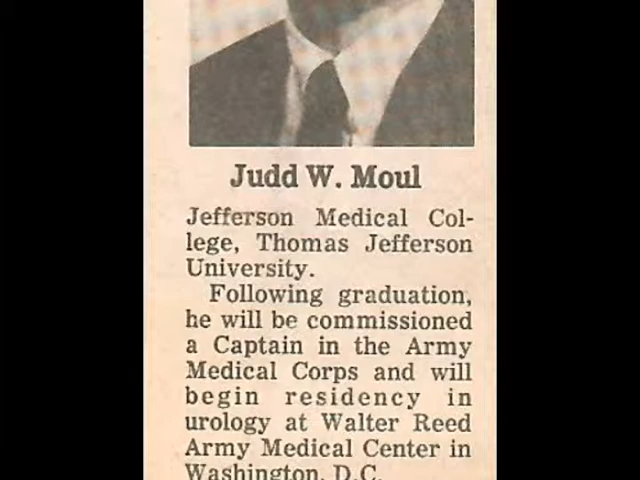 Judd W. Moul
Jefferson Medical Col-
lege, Thomas Jefferson
University.
Following graduation,
he will be commissioned
a Captain in the Army
Medical Corps and will
begin residency in
urology at Walter Reed
Army Medical Center in
Washington, D.C.